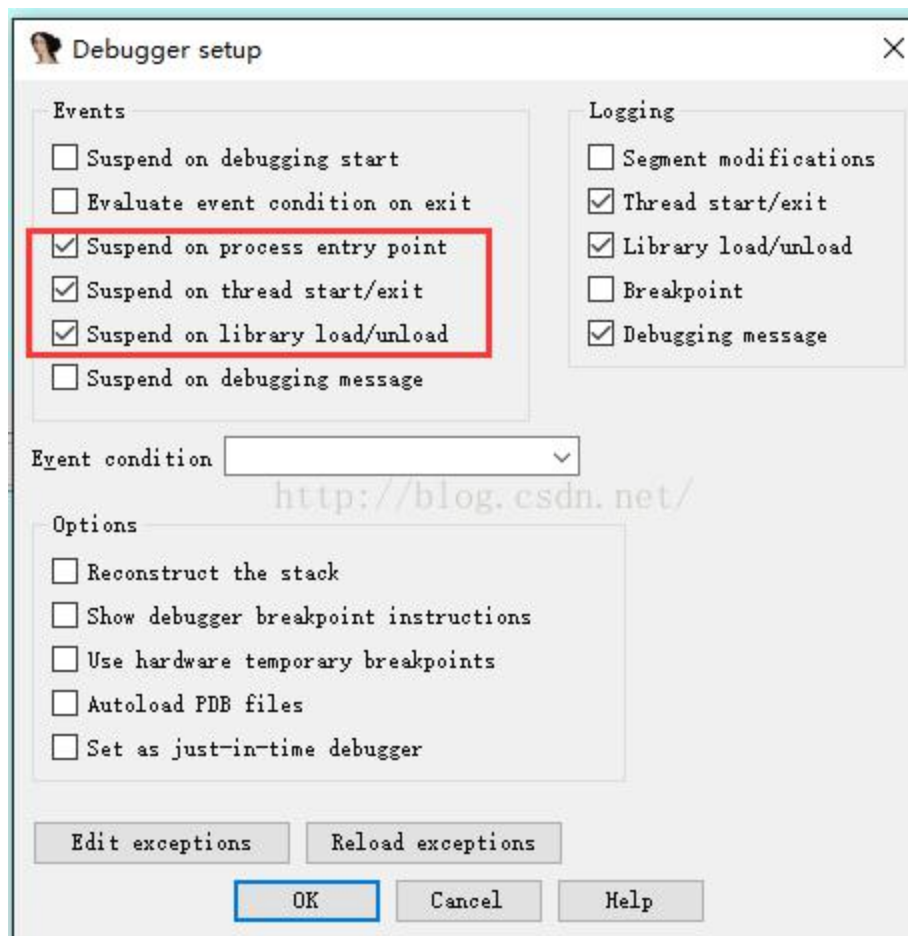 Debugger setup
Events
Suspend on debugging start
Evaluate event condition on exit
Suspend on process entry point
Suspend on thread start/exit
Suspend on library load/unload
Suspend on debugging message
Logging
Segment modifications
Thread start/exit
Library load/unload
Breakpoint
Debugging message
Event condition
http://blog.csdn.net/
Options
Reconstruct the stack
Show debugger breakpoint instructions
Use hardware temporary breakpoints
Autoload PDB files
Set as just-in-time debugger
Edit exceptions
Reload exceptions
OK
Cancel
Help